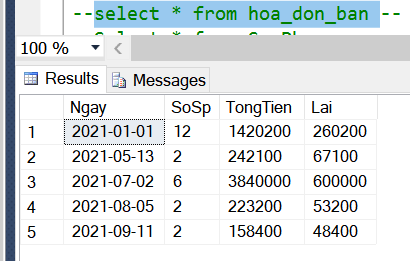 --select * from hoa_don_ban --
100 %
Results Messages
Ngay SoSp TongTien Lai
1 2021-01-01 12 1420200 260200
2 2021-05-13 2 242100 67100
3 2021-07-02 6 3840000 600000
4 2021-08-05 2 223200 53200
5 2021-09-11 2 158400 48400